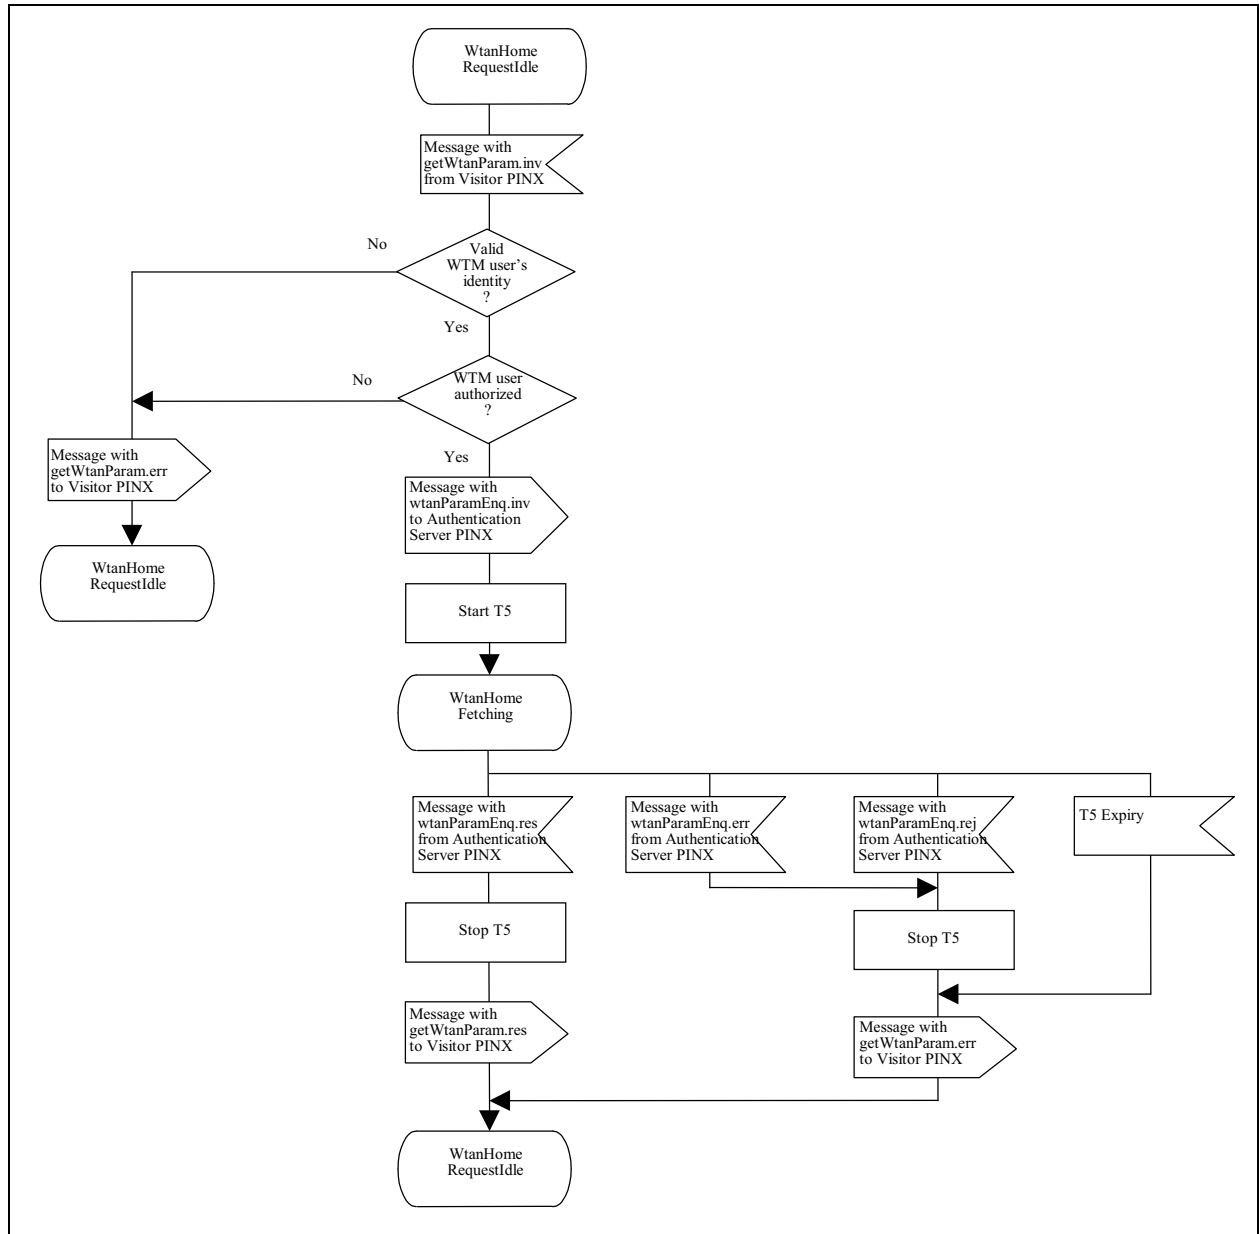 WtanHome
RequestIdle
Message with
getWtanParam.inv
from Visitor PINX
No
Valid
WTM user’s
identity
?
Yes
No
WTM user
authorized
?
Message with
getWtanParam.err
to Visitor PINX
Yes
Message with
wtanParamEnq.inv
to Authentication
Server PINX
WtanHome
RequestIdle
Start T5
WtanHome
Fetching
Message with
wtanParamEnq.res
from Authentication
Server PINX
Message with
wtanParamEnq.err
from Authentication
Server PINX
Message with
wtanParamEnq.rej
from Authentication
Server PINX
T5 Expiry
Stop T5
Stop T5
Message with
getWtanParam.res
to Visitor PINX
Message with
getWtanParam.err
to Visitor PINX
WtanHome
RequestIdle